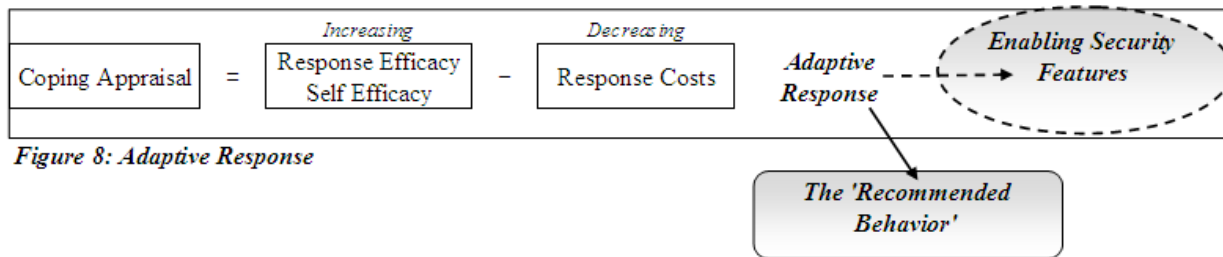 Increasing
Decreasing
Coping Appraisal
=
Response Efficacy
Self Efficacy
–
Response Costs
Adaptive
Response
Enabling Security
Features
Figure 8: Adaptive Response
The 'Recommended
Behavior'